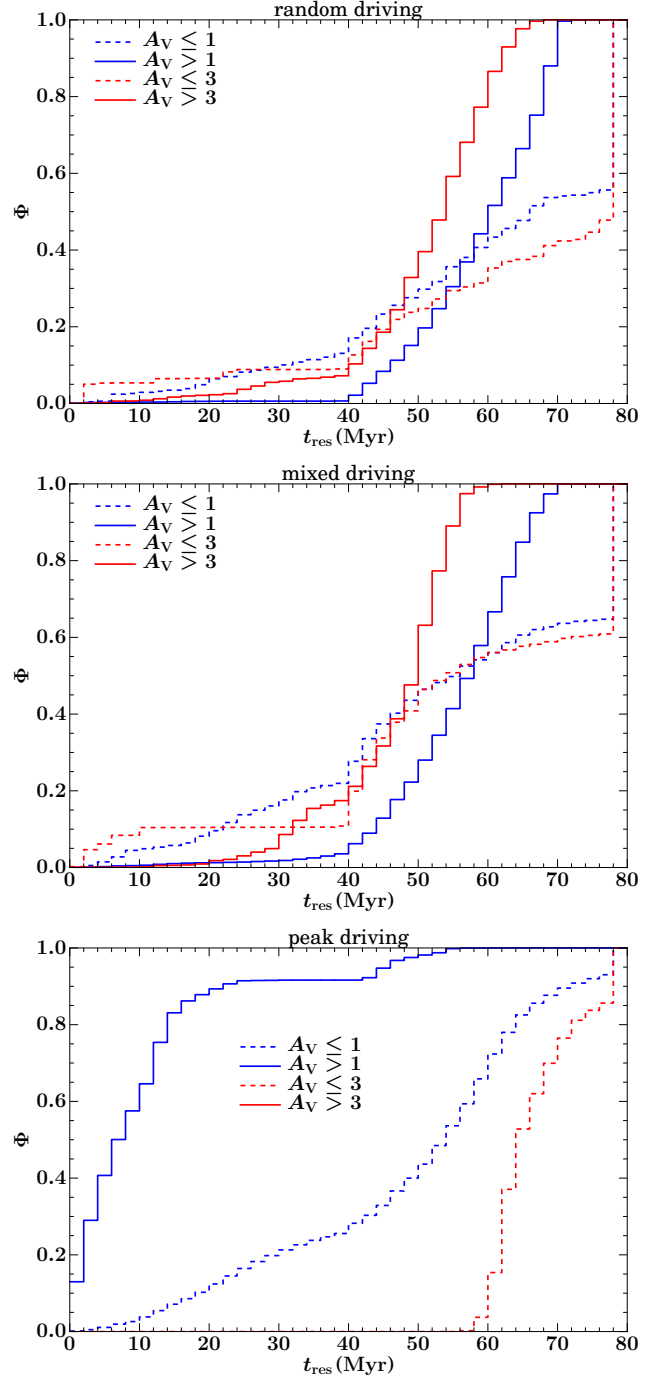 random driving
1.0
0.8
0.6
0.4
0.2
0.0
Φ
A_V ≤ 1
A_V > 1
A_V ≤ 3
A_V > 3
0 10 20 30 40 50 60 70 80
t_res (Myr)
mixed driving
1.0
0.8
0.6
0.4
0.2
0.0
Φ
A_V ≤ 1
A_V > 1
A_V ≤ 3
A_V > 3
0 10 20 30 40 50 60 70 80
t_res (Myr)
peak driving
1.0
0.8
0.6
0.4
0.2
0.0
Φ
A_V ≤ 1
A_V > 1
A_V ≤ 3
A_V > 3
0 10 20 30 40 50 60 70 80
t_res (Myr)